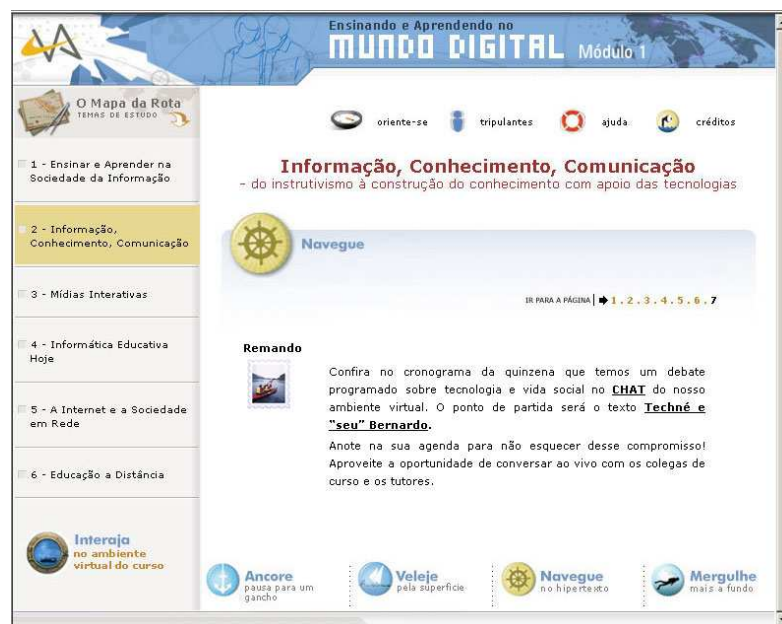 Ensinando e Aprendendo no
MUNDO DIGITAL Módulo 1
O Mapa da Rota
TEMAS DE ESTUDO
oriente-se tripulantes ajuda créditos
1 - Ensinar e Aprender na
Sociedade da Informação
2 - Informação,
Conhecimento, Comunicação
3 - Mídias Interativas
4 - Informática Educativa
Hoje
5 - A Internet e a Sociedade
em Rede
6 - Educação a Distância
Interaja
no ambiente
virtual do curso
Informação, Conhecimento, Comunicação
- do instrutivismo à construção do conhecimento com apoio das tecnologias
Navegue
IR PARA A PÁGINA 1 . 2 . 3 . 4 . 5 . 6 . 7
Remando
Confira no cronograma da quinzena que temos um debate
programado sobre tecnologia e vida social no CHAT do nosso
ambiente virtual. O ponto de partida será o texto Techné e
"seu" Bernardo.
Anote na sua agenda para não esquecer desse compromisso!
Aproveite a oportunidade de conversar ao vivo com os colegas de
curso e os tutores.
Ancore
pausa para um
gancho
Veleje
pela superfície
Navegue
no hipertexto
Mergulhe
mais a fundo